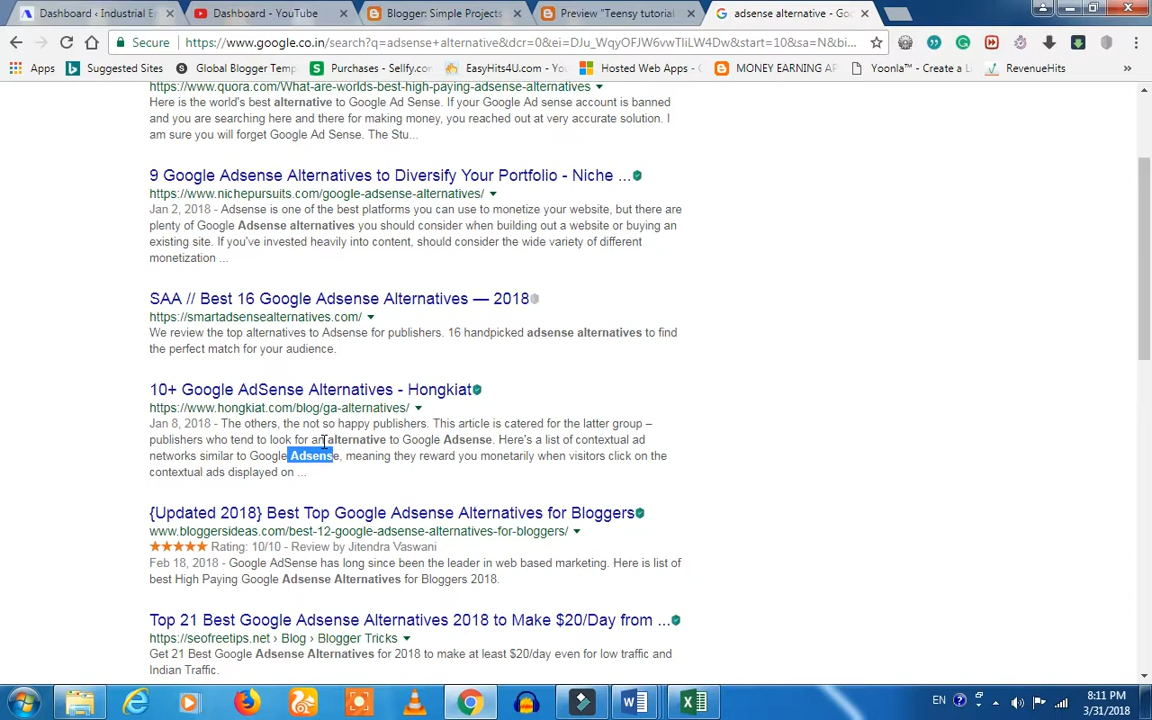 Dashboard ‹ Industrial E
Dashboard - YouTube
Blogger: Simple Projects
Preview "Teensy tutorial
adsense alternative - Go
Secure
https://www.google.co.in/search?q=adsense+alternative&dcr=0&ei=DJu_WqyOFJW6vwTIiLW4Dw&start=10&sa=N&bi...
Apps
Suggested Sites
Global Blogger Temp
Purchases - Sellfy.co
EasyHits4U.com - Yo
Hosted Web Apps -
MONEY EARNING AP
Yoonla™ - Create a L
RevenueHits
»
https://www.quora.com/What-are-worlds-best-high-paying-adsense-alternatives
Here is the world's best alternative to Google Ad Sense. If your Google Ad sense account is banned
and you are searching here and there for making money, you reached out at very accurate solution. I
am sure you will forget Google Ad Sense. The Stu...
9 Google Adsense Alternatives to Diversify Your Portfolio - Niche ...
https://www.nichepursuits.com/google-adsense-alternatives/
Jan 2, 2018 - Adsense is one of the best platforms you can use to monetize your website, but there are
plenty of Google Adsense alternatives you should consider when building out a website or buying an
existing site. If you've invested heavily into content, should consider the wide variety of different
monetization ...
SAA // Best 16 Google Adsense Alternatives — 2018
https://smartadsensealternatives.com/
We review the top alternatives to Adsense for publishers. 16 handpicked adsense alternatives to find
the perfect match for your audience.
10+ Google AdSense Alternatives - Hongkiat
https://www.hongkiat.com/blog/ga-alternatives/
Jan 8, 2018 - The others, the not so happy publishers. This article is catered for the latter group –
publishers who tend to look for an alternative to Google Adsense. Here's a list of contextual ad
networks similar to Google Adsense, meaning they reward you monetarily when visitors click on the
contextual ads displayed on ...
{Updated 2018} Best Top Google Adsense Alternatives for Bloggers
www.bloggersideas.com/best-12-google-adsense-alternatives-for-bloggers/
★★★★★ Rating: 10/10 - Review by Jitendra Vaswani
Feb 18, 2018 - Google AdSense has long since been the leader in web based marketing. Here is list of
best High Paying Google Adsense Alternatives for Bloggers 2018.
Top 21 Best Google Adsense Alternatives 2018 to Make $20/Day from ...
https://seofreetips.net › Blog › Blogger Tricks
Get 21 Best Google Adsense Alternatives for 2018 to make at least $20/day even for low traffic and
Indian Traffic.
EN
8:11 PM
3/31/2018